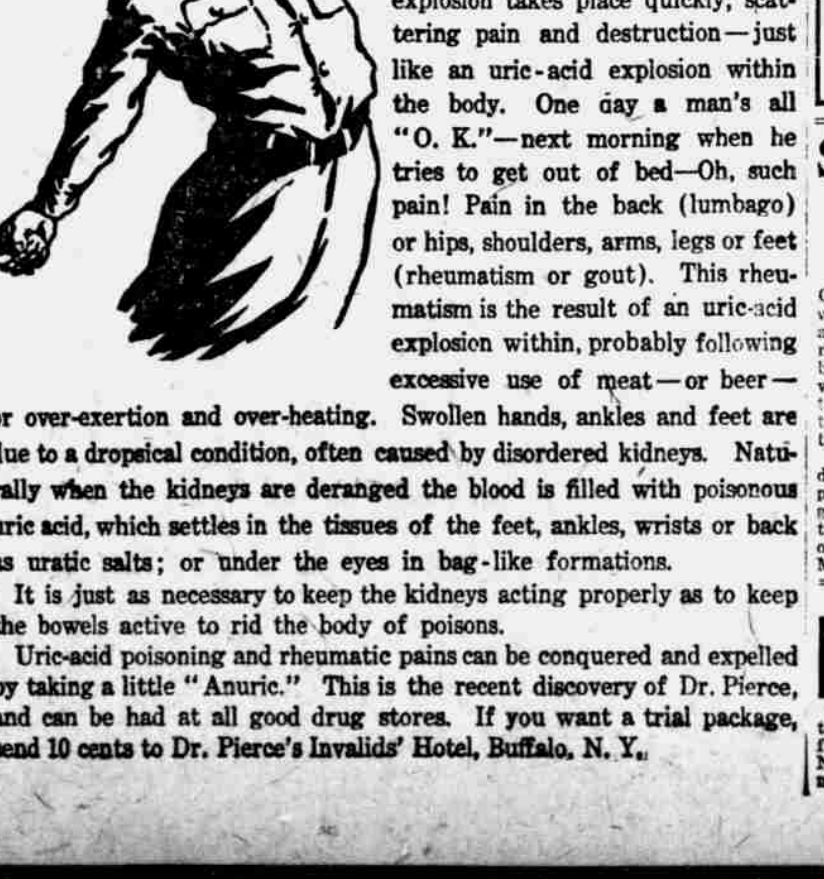 explosion takes place quickly, scat-
tering pain and destruction—just
like an uric-acid explosion within
the body. One day a man's all
"O. K."—next morning when he
tries to get out of bed—Oh, such
pain! Pain in the back (lumbago)
or hips, shoulders, arms, legs or feet
(rheumatism or gout). This rheu-
matism is the result of an uric-acid
explosion within, probably following
excessive use of meat—or beer—
r over-exertion and over-heating. Swollen hands, ankles and feet are
lue to a dropsical condition, often caused by disordered kidneys. Natu-
ally when the kidneys are deranged the blood is filled with poisonous
uric acid, which settles in the tissues of the feet, ankles, wrists or back
as uratic salts; or under the eyes in bag-like formations.
It is just as necessary to keep the kidneys acting properly as to keep
he bowels active to rid the body of poisons.
Uric-acid poisoning and rheumatic pains can be conquered and expelled
by taking a little "Anuric." This is the recent discovery of Dr. Pierce,
and can be had at all good drug stores. If you want a trial package,
send 10 cents to Dr. Pierce's Invalids' Hotel, Buffalo, N. Y.